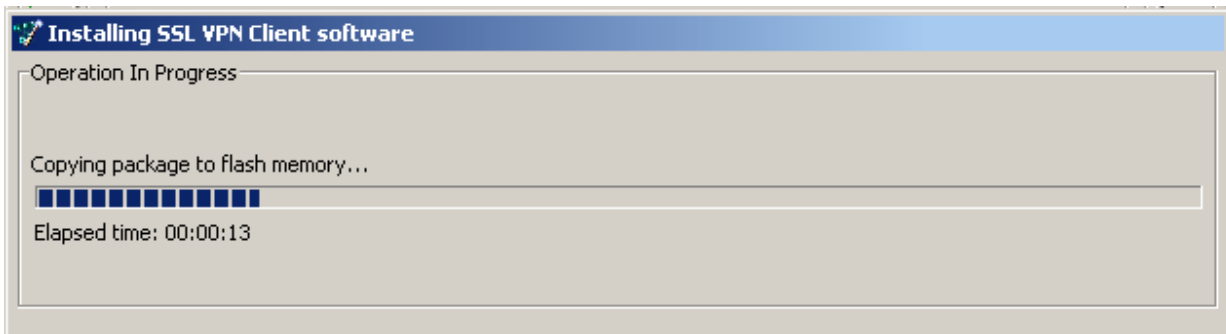 Installing SSL VPN Client software
Operation In Progress
Copying package to flash memory...
Elapsed time: 00:00:13